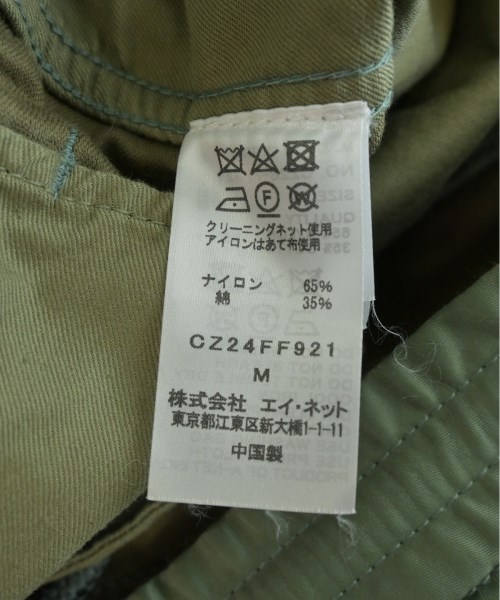 クリーニングネット使用
アイロンはあて布使用
ナイロン 65%
綿 35%
CZ24FF921
M
株式会社 エイ・ネット
東京都江東区新大橋1-1-11
中国製